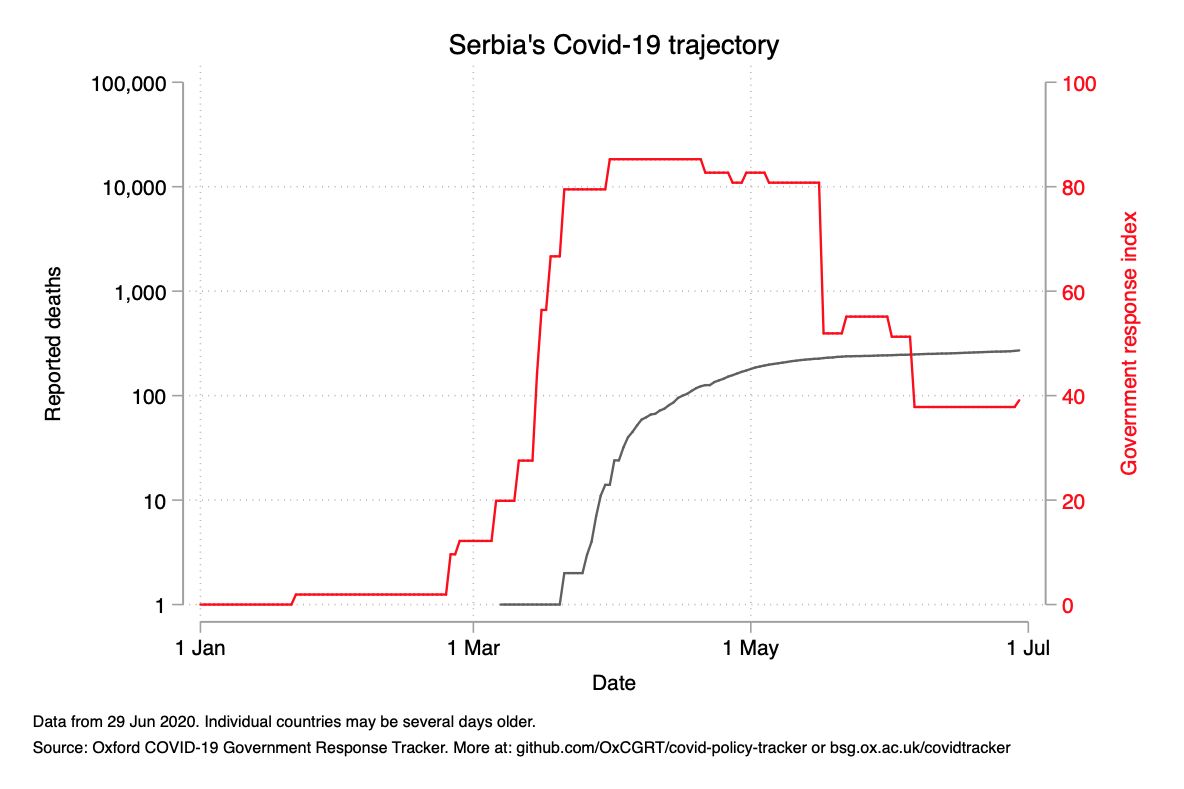 Serbia's Covid-19 trajectory
100,000
10,000
1,000
100
10
1
Reported deaths
100
80
60
40
20
0
Government response index
1 Jan
1 Mar
1 May
1 Jul
Date
Data from 29 Jun 2020. Individual countries may be several days older.
Source: Oxford COVID-19 Government Response Tracker. More at: github.com/OxCGRT/covid-policy-tracker or bsg.ox.ac.uk/covidtracker